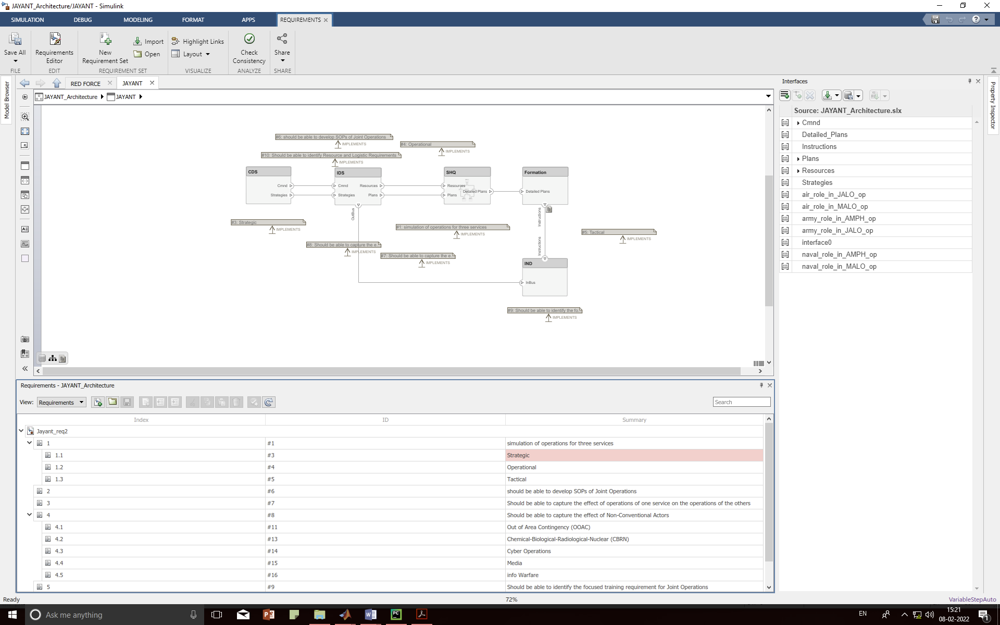 JAYANT_Architecture/JAYANT - Simulink
SIMULATION DEBUG MODELING FORMAT APPS REQUIREMENTS
Save All
Requirements Editor
New Requirement Set
Import
Open
Highlight Links
Layout
Check Consistency
Share
FILE EDIT REQUIREMENT SET VISUALIZE ANALYZE SHARE
Model Browser
RED FORCE JAYANT
JAYANT_Architecture JAYANT
#6: should be able to develop SOPs of Joint Operations
IMPLEMENTS
#4: Operational
IMPLEMENTS
#10: Should be able to identify Resource and Logistic Requirements
IMPLEMENTS
CDS
Cmnd
Strategies
IDS
Cmnd
Strategies
Resources
Plans
OutBus
SHQ
Resources
Plans
Detailed Plans
Formation
Detailed Plans
Instructions
Instructions
#3: Strategic
IMPLEMENTS
#1: simulation of operations for three services
IMPLEMENTS
#5: Tactical
IMPLEMENTS
#8: Should be able to capture the e...
IMPLEMENTS
#7: Should be able to capture the e...
IMPLEMENTS
IND
InBus
#9: Should be able to identify the fo...
IMPLEMENTS
Interfaces
Source: JAYANT_Architecture.slx
Cmnd
Detailed_Plans
Instructions
Plans
Resources
Strategies
air_role_in_JALO_op
air_role_in_MALO_op
army_role_in_AMPH_op
army_role_in_JALO_op
interface0
naval_role_in_AMPH_op
naval_role_in_MALO_op
Property Inspector
Requirements - JAYANT_Architecture
View: Requirements
Search
Index ID Summary
Jayant_req2
1 #1 simulation of operations for three services
1.1 #3 Strategic
1.2 #4 Operational
1.3 #5 Tactical
2 #6 should be able to develop SOPs of Joint Operations
3 #7 Should be able to capture the effect of operations of one service on the operations of the others
4 #8 Should be able to capture the effect of Non-Conventional Actors
4.1 #11 Out of Area Contingency (OOAC)
4.2 #13 Chemical-Biological-Radiological-Nuclear (CBRN)
4.3 #14 Cyber Operations
4.4 #15 Media
4.5 #16 info Warfare
5 #9 Should be able to identify the focused training requirement for Joint Operations
Ready 72% VariableStepAuto
Ask me anything
EN
15:21
08-02-2022
1